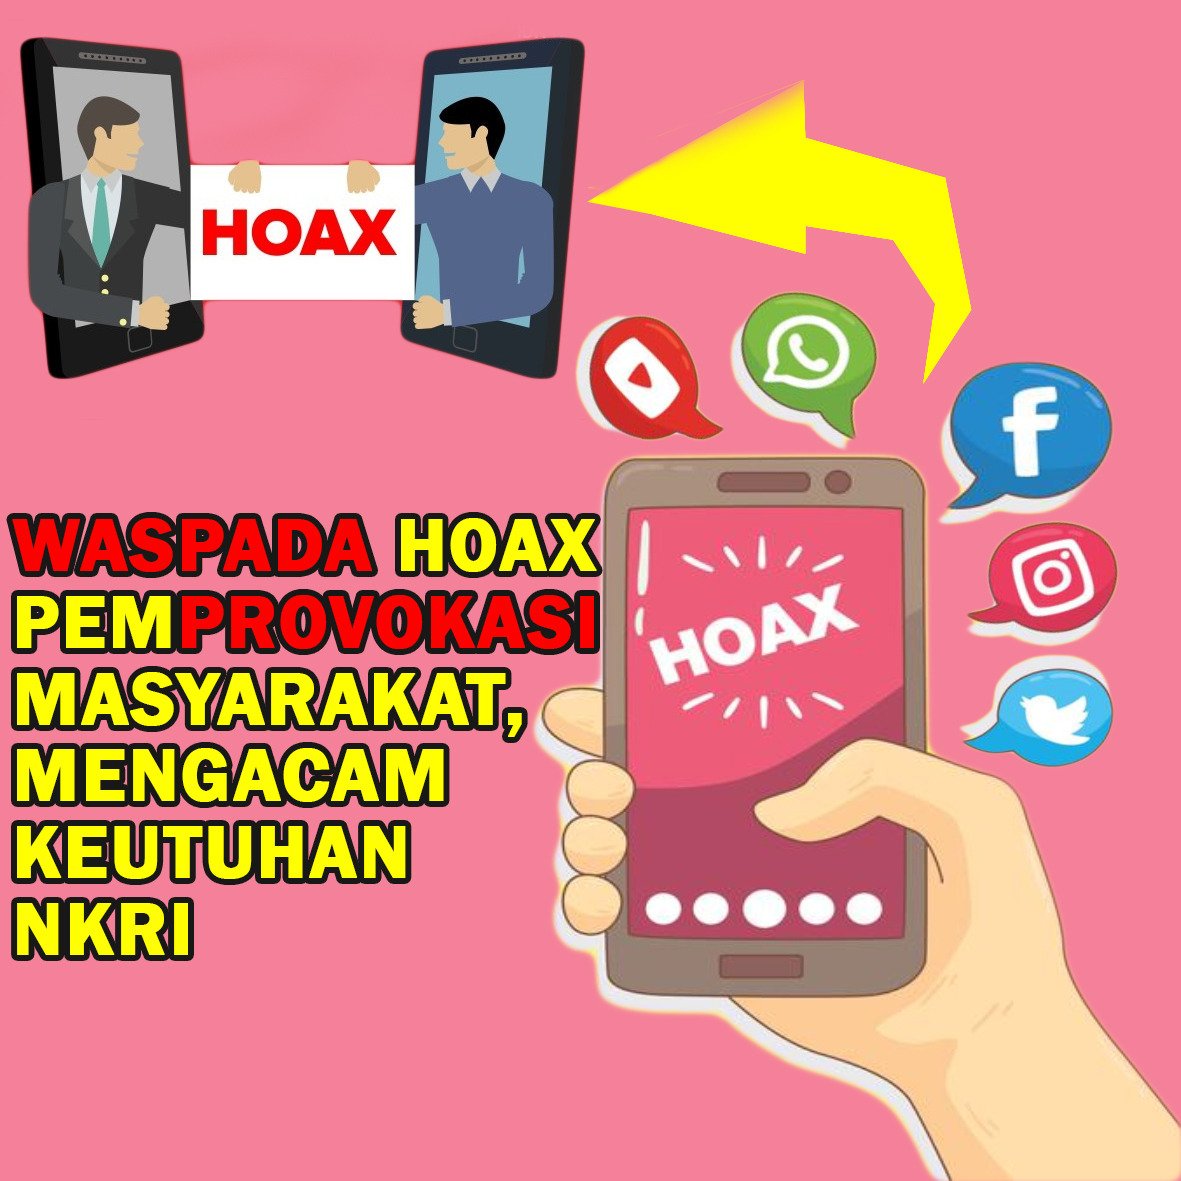 HOAX
WASPADA HOAX
PEMPROVOKASI
MASYARAKAT,
MENGACAM
KEUTUHAN
NKRI
HOAX